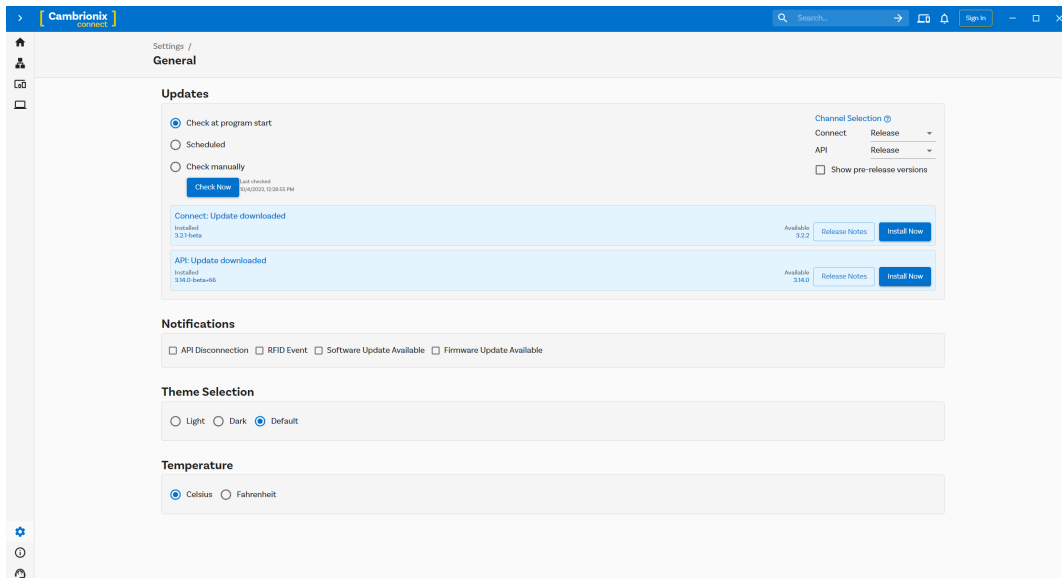 Cambrionix
connect
Search...
Sign In
Settings /
General
Updates
Check at program start
Scheduled
Check manually
Check Now
Last checked
10/4/2023, 12:28:55 PM
Channel Selection
Connect Release
API Release
Show pre-release versions
Connect: Update downloaded
Installed
3.2.1-beta
Available
3.2.2
Release Notes
Install Now
API: Update downloaded
Installed
3.14.0-beta+66
Available
3.14.0
Release Notes
Install Now
Notifications
API Disconnection RFID Event Software Update Available Firmware Update Available
Theme Selection
Light Dark Default
Temperature
Celsius Fahrenheit